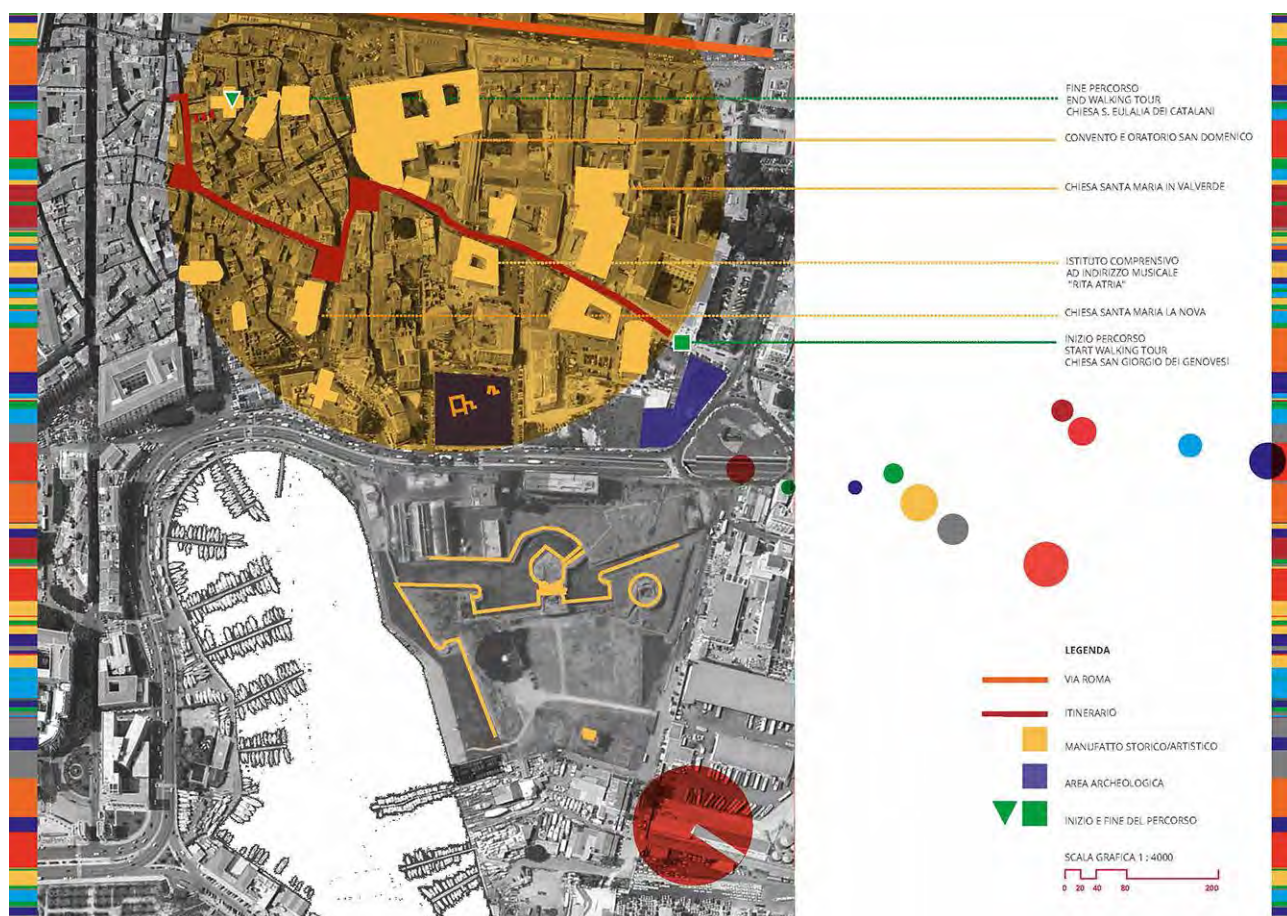 FINE PERCORSO
END WALKING TOUR
CHIESA S. EULALIA DEI CATALANI
CONVENTO E ORATORIO SAN DOMENICO
CHIESA SANTA MARIA IN VALVERDE
ISTITUTO COMPRENSIVO
AD INDIRIZZO MUSICALE
"RITA ATRIA"
CHIESA SANTA MARIA LA NOVA
INIZIO PERCORSO
START WALKING TOUR
CHIESA SAN GIORGIO DEI GENOVESI
LEGENDA
VIA ROMA
ITINERARIO
MANUFATTO STORICO/ARTISTICO
AREA ARCHEOLOGICA
INIZIO E FINE DEL PERCORSO
SCALA GRAFICA 1 : 4000
0 20 40 80 200